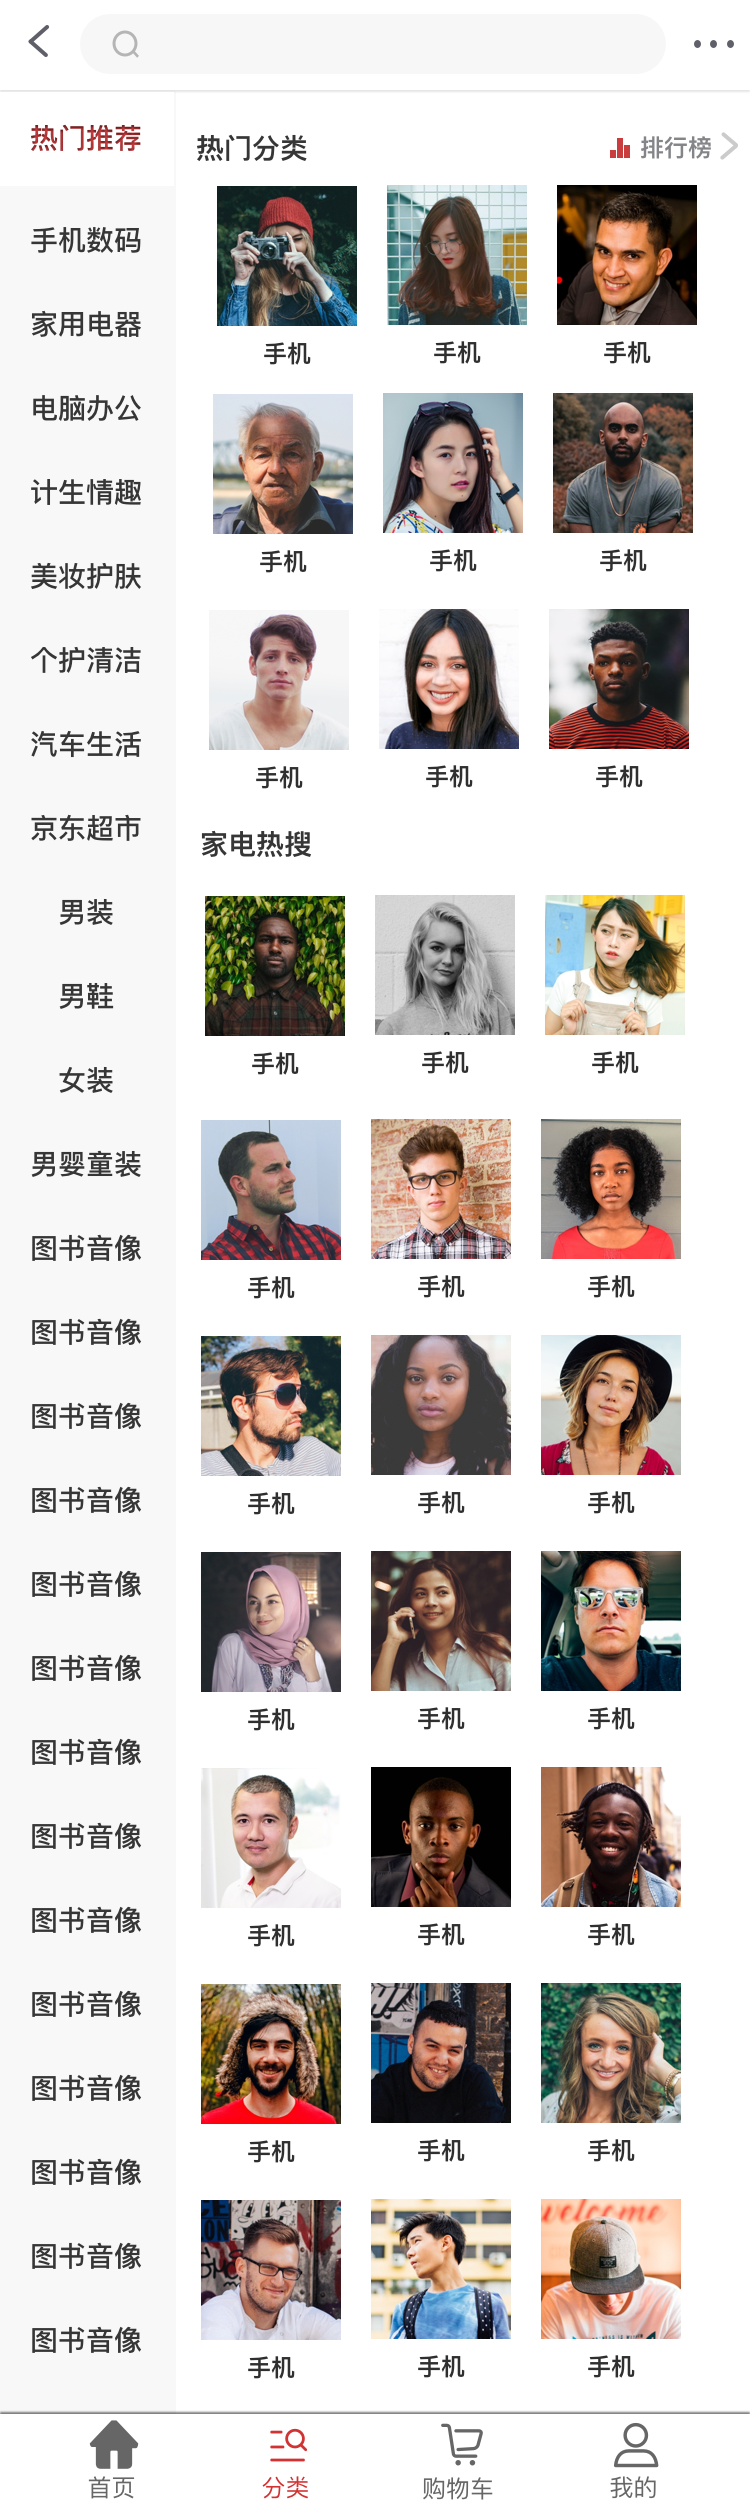 热门推荐
手机数码
家用电器
电脑办公
计生情趣
美妆护肤
个护清洁
汽车生活
京东超市
男装
男鞋
女装
男婴童装
图书音像
图书音像
图书音像
图书音像
图书音像
图书音像
图书音像
图书音像
图书音像
图书音像
图书音像
图书音像
图书音像
图书音像
热门分类 排行榜
手机 手机 手机
手机 手机 手机
手机 手机 手机
家电热搜
手机 手机 手机
手机 手机 手机
手机 手机 手机
手机 手机 手机
手机 手机 手机
手机 手机 手机
welcome
手机 手机 手机
首页 分类 购物车 我的